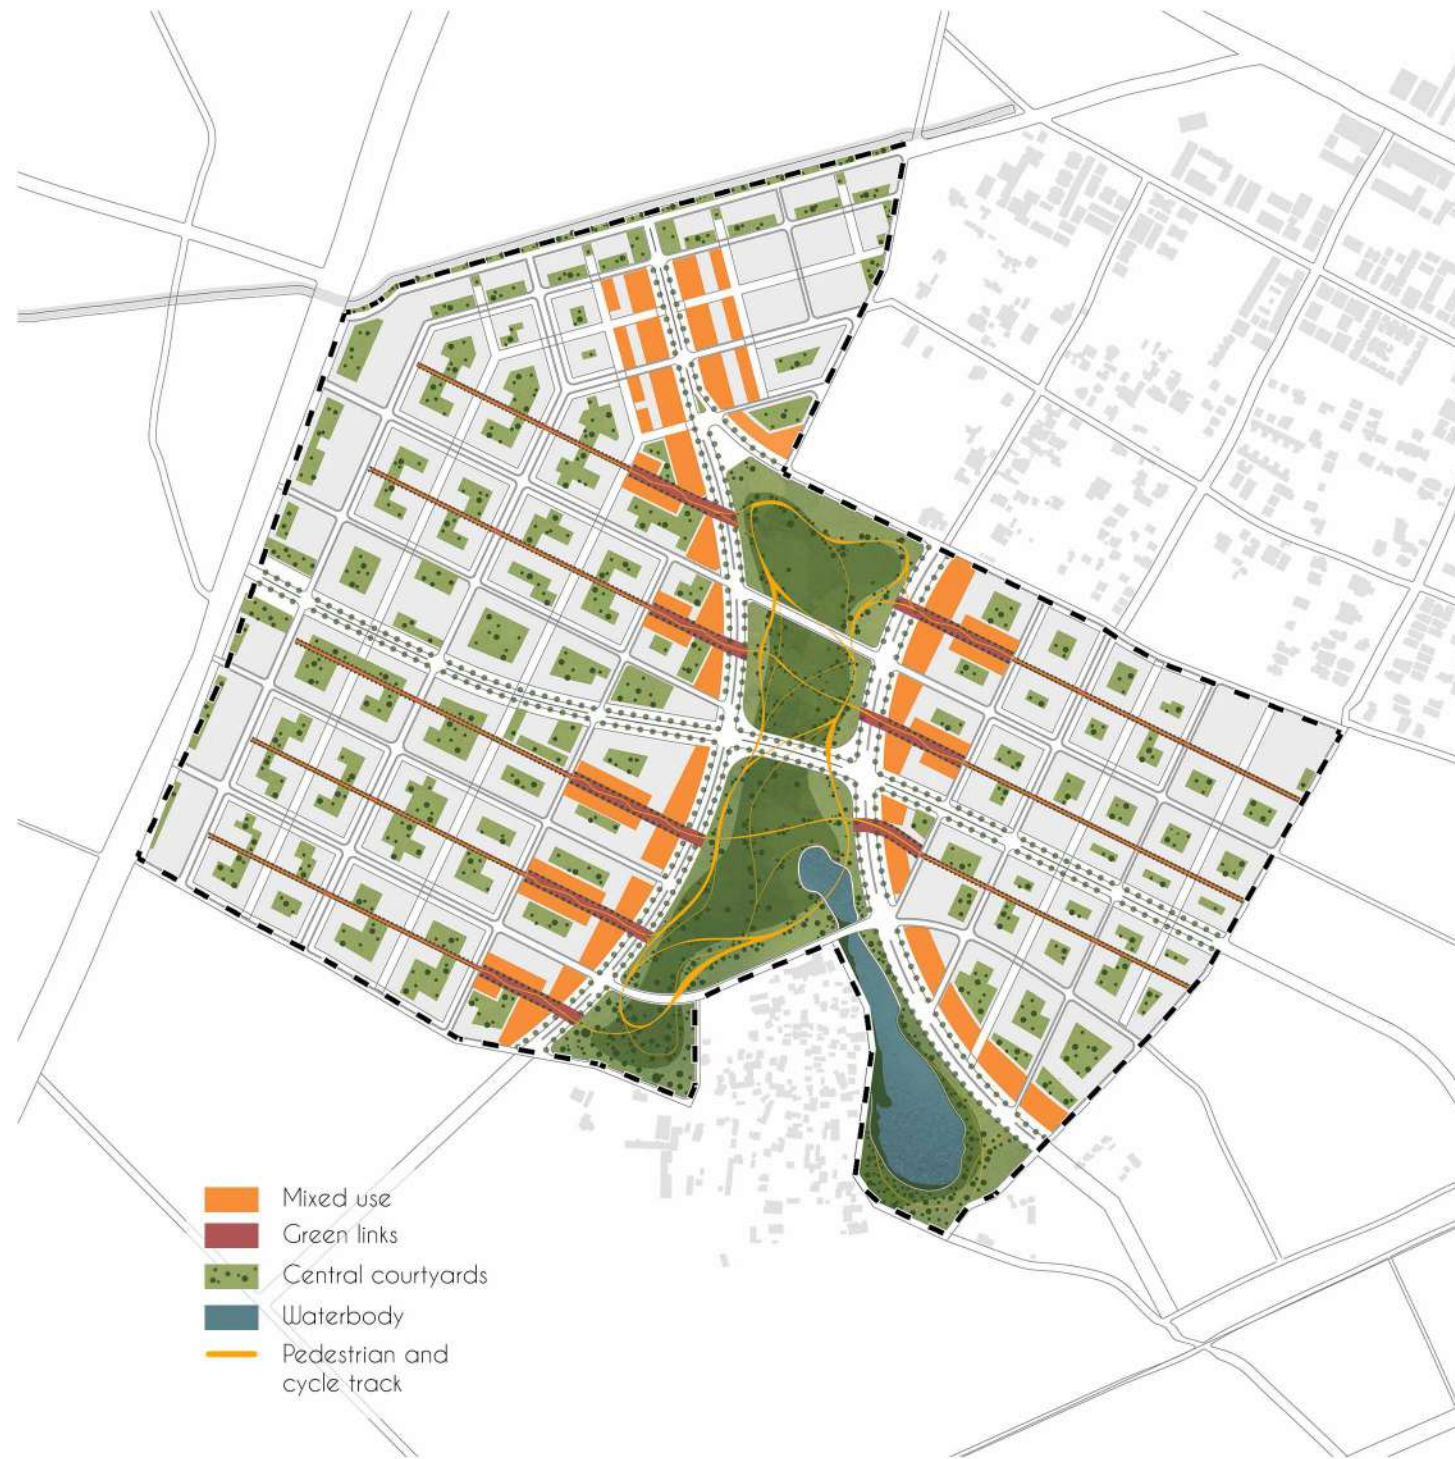 Mixed use
Green links
Central courtyards
Waterbody
Pedestrian and
cycle track